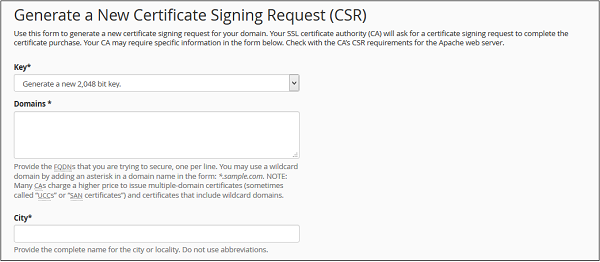 Generate a New Certificate Signing Request (CSR)
Use this form to generate a new certificate signing request for your domain. Your SSL certificate authority (CA) will ask for a certificate signing request to complete the
certificate purchase. Your CA may require specific information in the form below. Check with the CA's CSR requirements for the Apache web server.
Key*
Generate a new 2,048 bit key.
Domains *
Provide the FQDNs that you are trying to secure, one per line. You may use a wildcard
domain by adding an asterisk in a domain name in the form: *.sample.com. NOTE:
Many CAs charge a higher price to issue multiple-domain certificates (sometimes
called "UCCs" or "SAN certificates") and certificates that include wildcard domains.
City*
Provide the complete name for the city or locality. Do not use abbreviations.